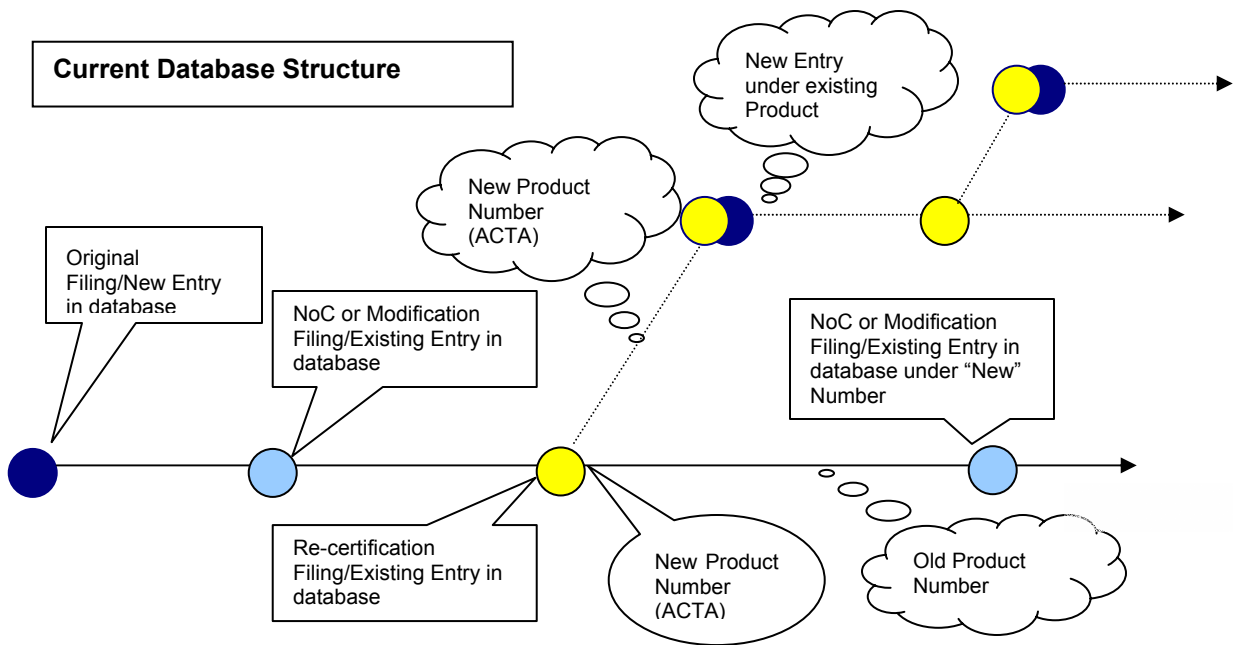 Current Database Structure
New Entry
under existing
Product
New Product
Number
(ACTA)
Original
Filing/New Entry
in database
NoC or Modification
Filing/Existing Entry in
database
NoC or Modification
Filing/Existing Entry in
database under “New”
Number
Re-certification
Filing/Existing Entry in
database
New Product
Number
(ACTA)
Old Product
Number